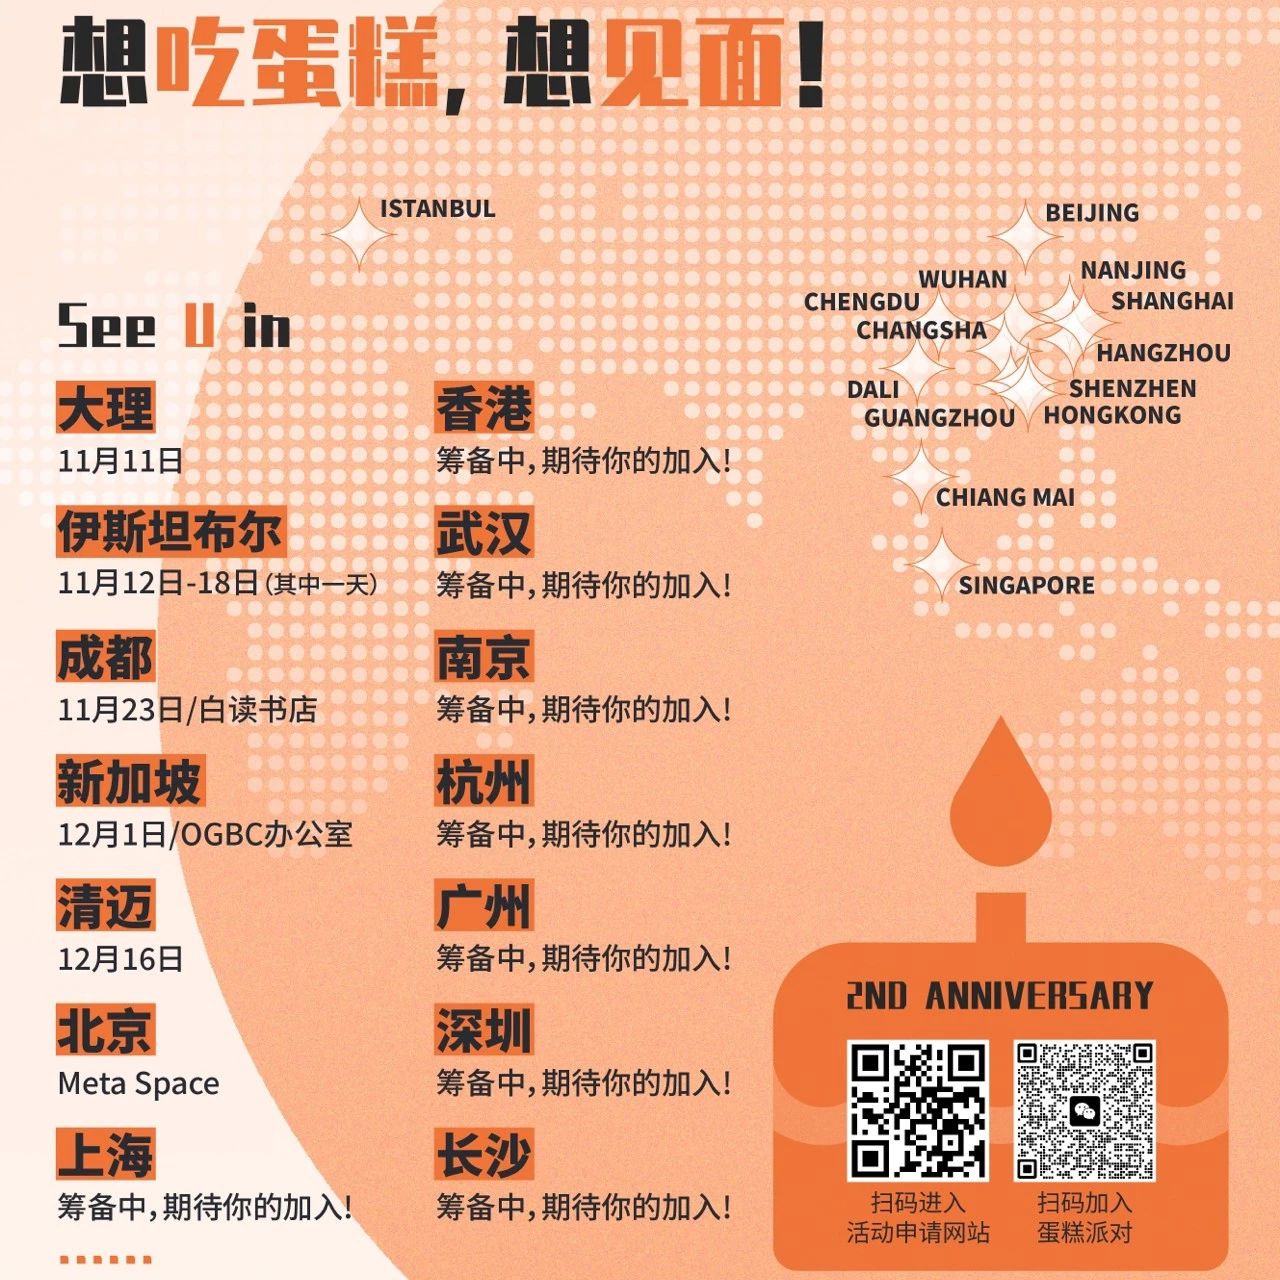 想吃蛋糕,想见面!
ISTANBUL
BEIJING
WUHAN
NANJING
CHENGDU
SHANGHAI
CHANGSHA
HANGZHOU
DALI
SHENZHEN
GUANGZHOU
HONGKONG
CHIANG MAI
SINGAPORE
See U in
大理
11月11日
伊斯坦布尔
11月12日-18日(其中一天)
成都
11月23日/白读书店
新加坡
12月1日/OGBC办公室
清迈
12月16日
北京
Meta Space
上海
筹备中,期待你的加入!
......
香港
筹备中,期待你的加入!
武汉
筹备中,期待你的加入!
南京
筹备中,期待你的加入!
杭州
筹备中,期待你的加入!
广州
筹备中,期待你的加入!
深圳
筹备中,期待你的加入!
长沙
筹备中,期待你的加入!
2ND ANNIVERSARY
扫码进入
活动申请网站
扫码加入
蛋糕派对